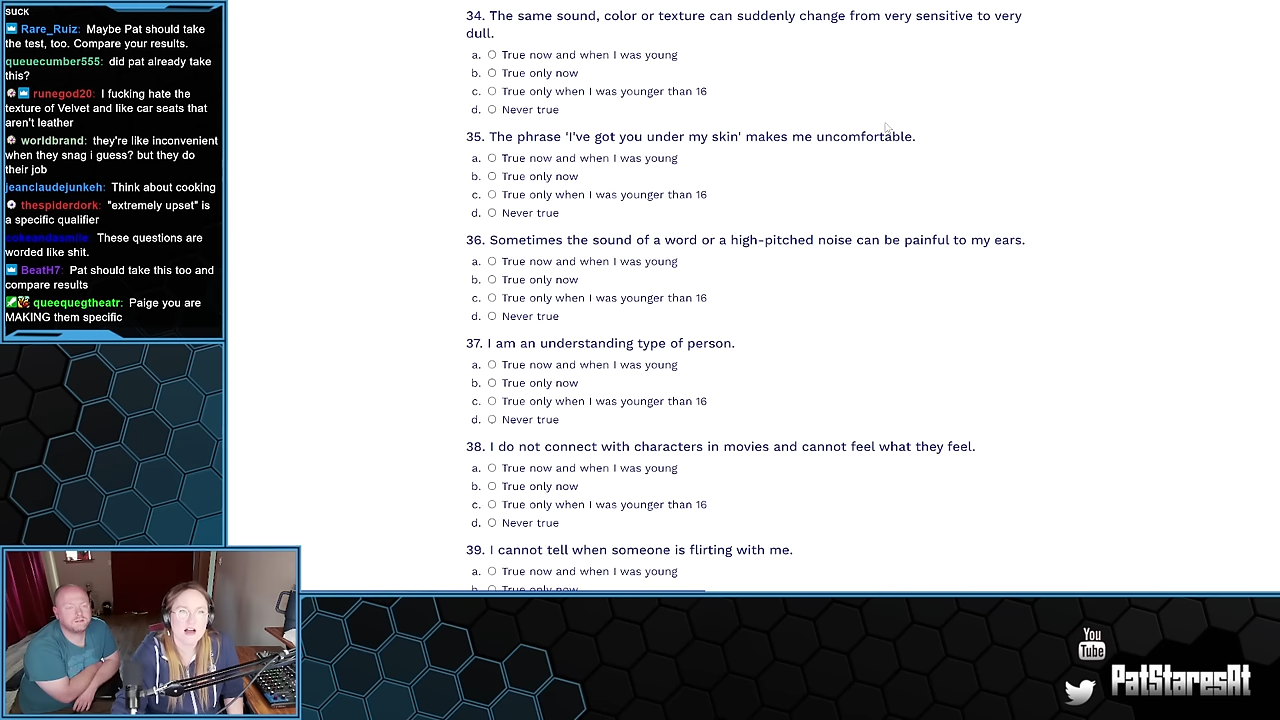 suck
Rare_Ruiz: Maybe Pat should take
the test, too. Compare your results.
queuecumber555: did pat already take
this?
runegod20: I fucking hate the
texture of Velvet and like car seats that
aren't leather
worldbrand: they're like inconvenient
when they snag i guess? but they do
their job
jeanclaudejunkeh: Think about cooking
thespiderdork: "extremely upset" is
a specific qualifier
These questions are
worded like shit.
BeatH7: Pat should take this too and
compare results
queequegtheatr: Paige you are
MAKING them specific
34. The same sound, color or texture can suddenly change from very sensitive to very
dull.
a. True now and when I was young
b. True only now
c. True only when I was younger than 16
d. Never true
35. The phrase 'I've got you under my skin' makes me uncomfortable.
a. True now and when I was young
b. True only now
c. True only when I was younger than 16
d. Never true
36. Sometimes the sound of a word or a high-pitched noise can be painful to my ears.
a. True now and when I was young
b. True only now
c. True only when I was younger than 16
d. Never true
37. I am an understanding type of person.
a. True now and when I was young
b. True only now
c. True only when I was younger than 16
d. Never true
38. I do not connect with characters in movies and cannot feel what they feel.
a. True now and when I was young
b. True only now
c. True only when I was younger than 16
d. Never true
39. I cannot tell when someone is flirting with me.
a. True now and when I was young
b. True only now
You
Tube
PatStaresAt